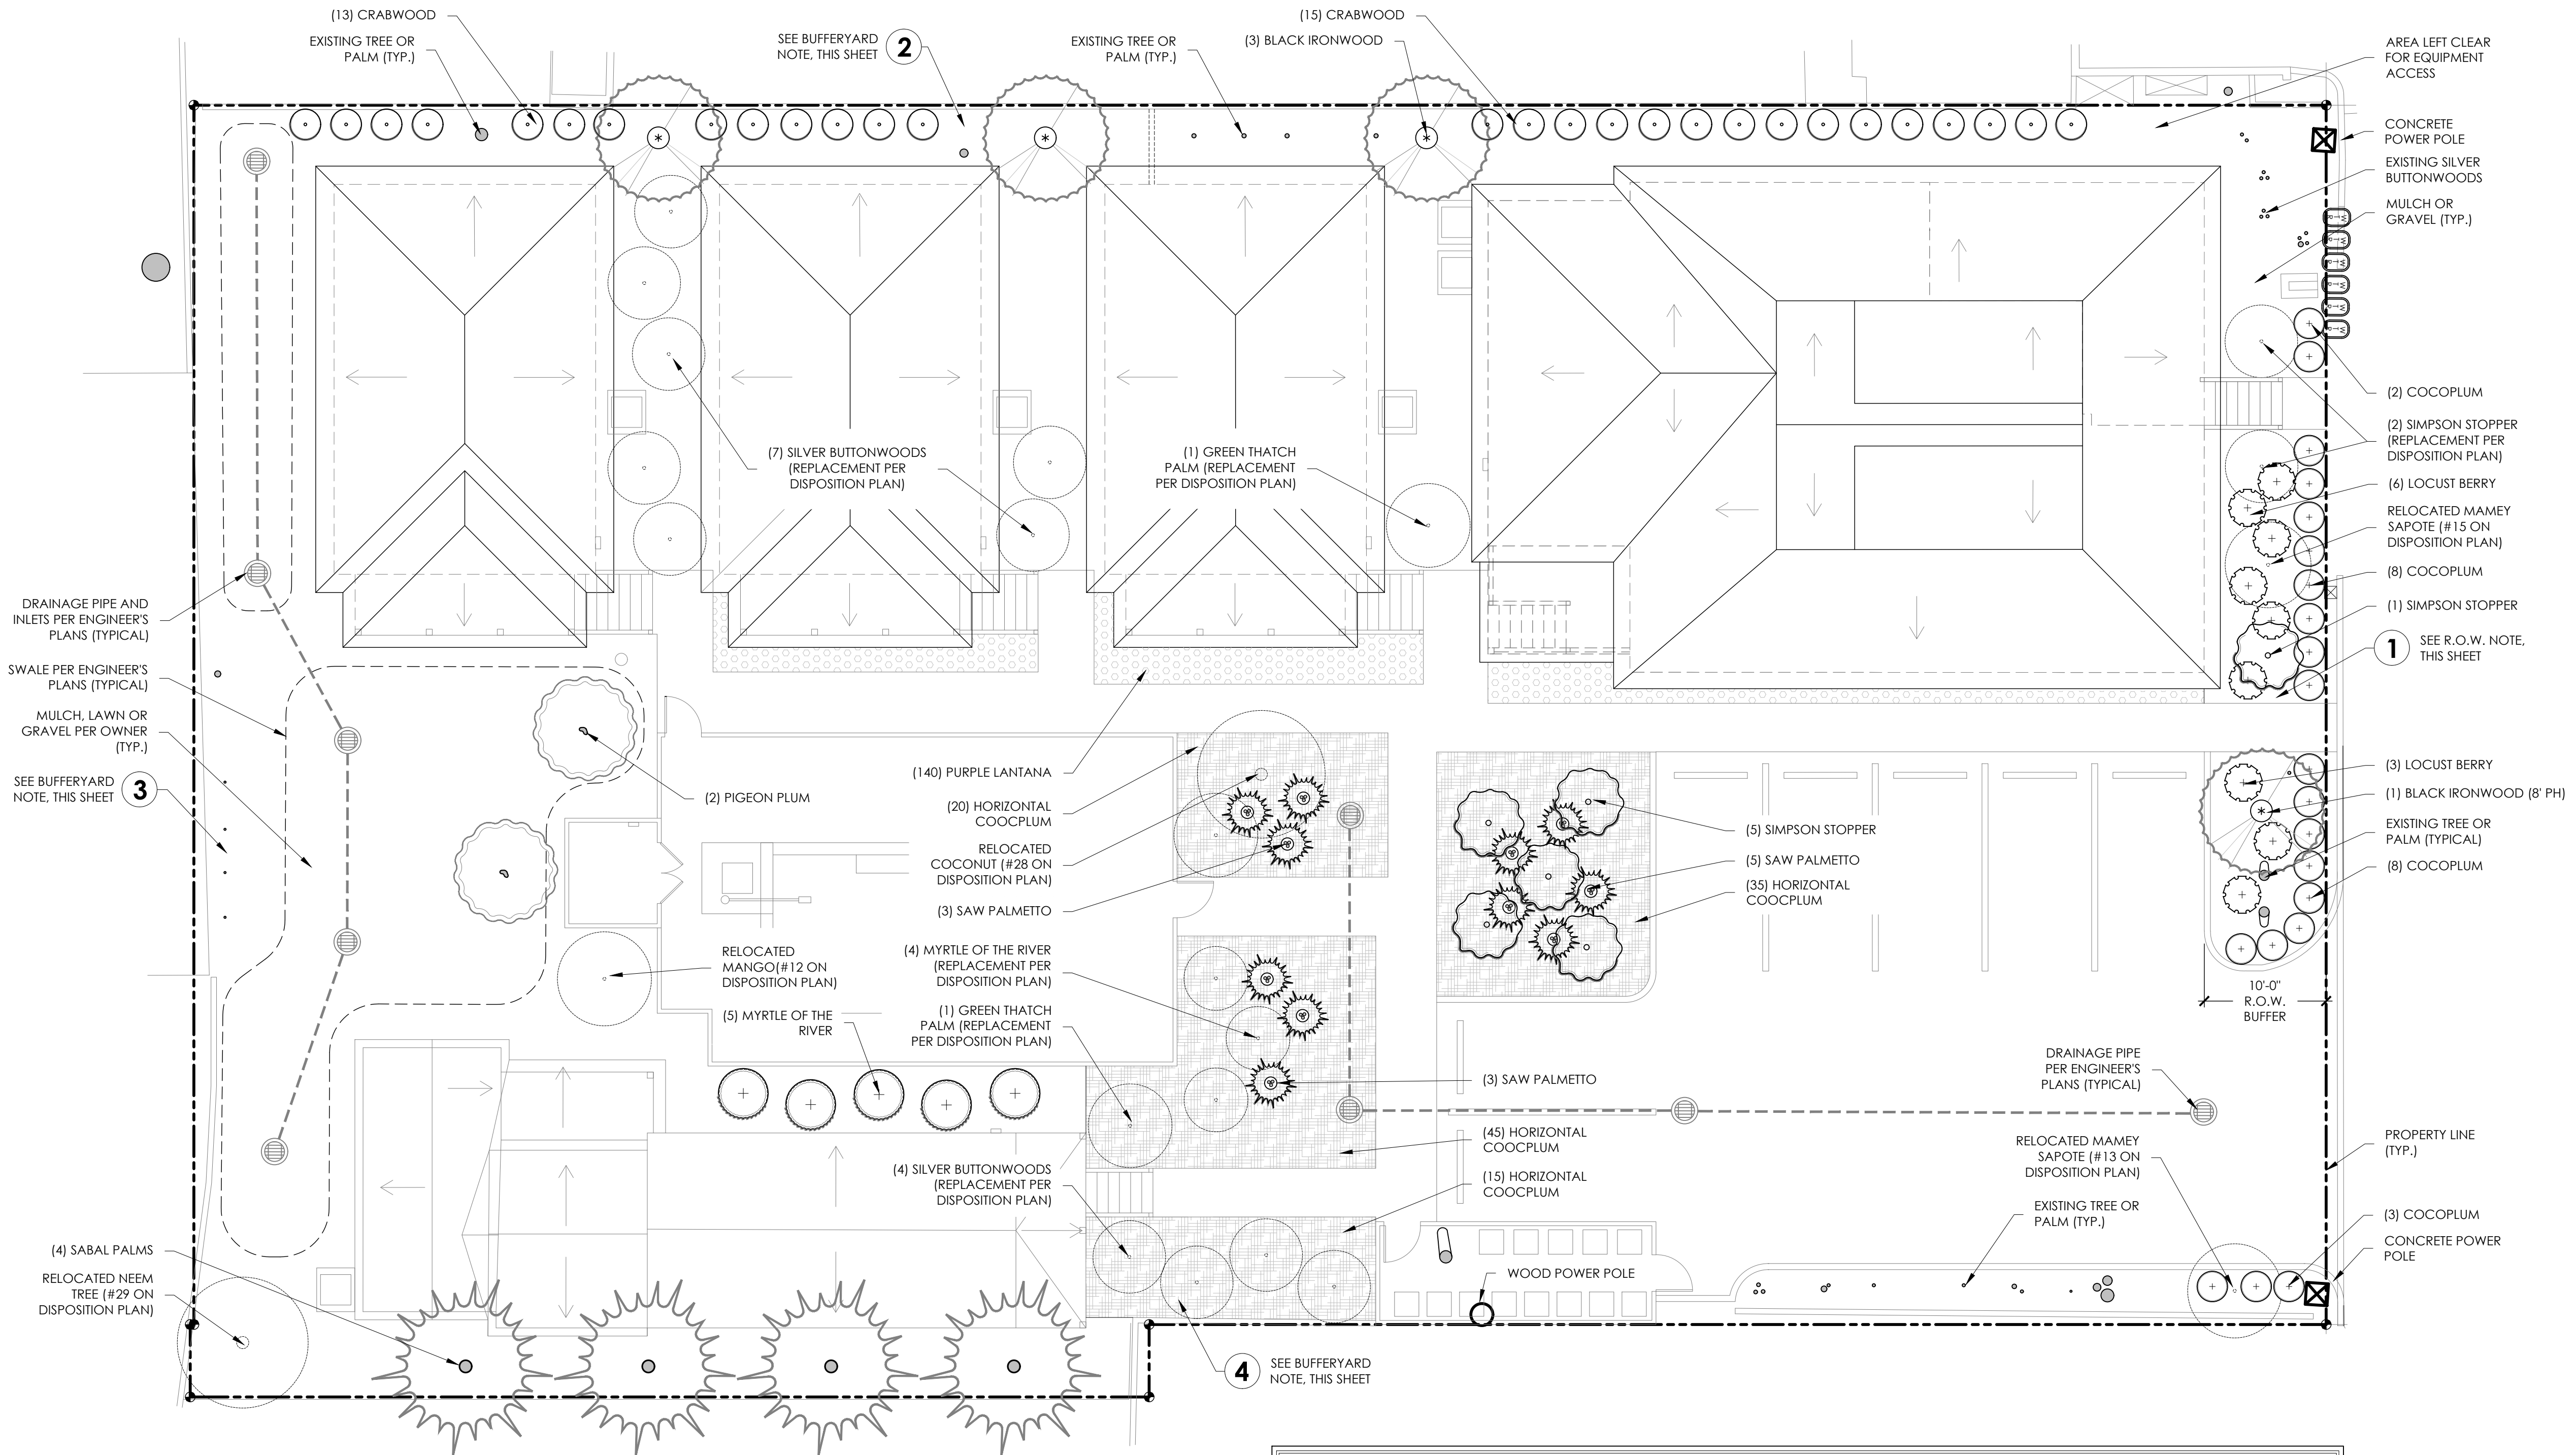 (13) CRABWOOD
EXISTING TREE OR
PALM (TYP.)
SEE BUFFERYARD
NOTE, THIS SHEET
2
EXISTING TREE OR
PALM (TYP.)
(15) CRABWOOD
(3) BLACK IRONWOOD
AREA LEFT CLEAR
FOR EQUIPMENT
ACCESS
CONCRETE
POWER POLE
EXISTING SILVER
BUTTONWOODS
MULCH OR
GRAVEL (TYP.)
(2) COCOPLUM
(2) SIMPSON STOPPER
(REPLACEMENT PER
DISPOSITION PLAN)
(6) LOCUST BERRY
RELOCATED MAMEY
SAPOTE (#15 ON
DISPOSITION PLAN)
(8) COCOPLUM
(1) SIMPSON STOPPER
1
SEE R.O.W. NOTE,
THIS SHEET
(7) SILVER BUTTONWOODS
(REPLACEMENT PER
DISPOSITION PLAN)
(1) GREEN THATCH
PALM (REPLACEMENT
PER DISPOSITION PLAN)
DRAINAGE PIPE AND
INLETS PER ENGINEER'S
PLANS (TYPICAL)
SWALE PER ENGINEER'S
PLANS (TYPICAL)
MULCH, LAWN OR
GRAVEL PER OWNER
(TYP.)
SEE BUFFERYARD
NOTE, THIS SHEET
3
(2) PIGEON PLUM
(140) PURPLE LANTANA
(20) HORIZONTAL
COOCPLUM
RELOCATED
COCONUT (#28 ON
DISPOSITION PLAN)
(3) SAW PALMETTO
(5) SIMPSON STOPPER
(5) SAW PALMETTO
(35) HORIZONTAL
COOCPLUM
(3) LOCUST BERRY
(1) BLACK IRONWOOD (8' PH)
EXISTING TREE OR
PALM (TYPICAL)
(8) COCOPLUM
10'-0"
R.O.W.
BUFFER
RELOCATED
MANGO(#12 ON
DISPOSITION PLAN)
(5) MYRTLE OF THE
RIVER
(4) MYRTLE OF THE RIVER
(REPLACEMENT PER
DISPOSITION PLAN)
(1) GREEN THATCH
PALM (REPLACEMENT
PER DISPOSITION PLAN)
(3) SAW PALMETTO
DRAINAGE PIPE
PER ENGINEER'S
PLANS (TYPICAL)
(45) HORIZONTAL
COOCPLUM
(15) HORIZONTAL
COOCPLUM
(4) SILVER BUTTONWOODS
(REPLACEMENT PER
DISPOSITION PLAN)
RELOCATED MAMEY
SAPOTE (#13 ON
DISPOSITION PLAN)
PROPERTY LINE
(TYP.)
EXISTING TREE OR
PALM (TYP.)
(3) COCOPLUM
CONCRETE POWER
POLE
(4) SABAL PALMS
RELOCATED NEEM
TREE (#29 ON
DISPOSITION PLAN)
WOOD POWER POLE
4
SEE BUFFERYARD
NOTE, THIS SHEET